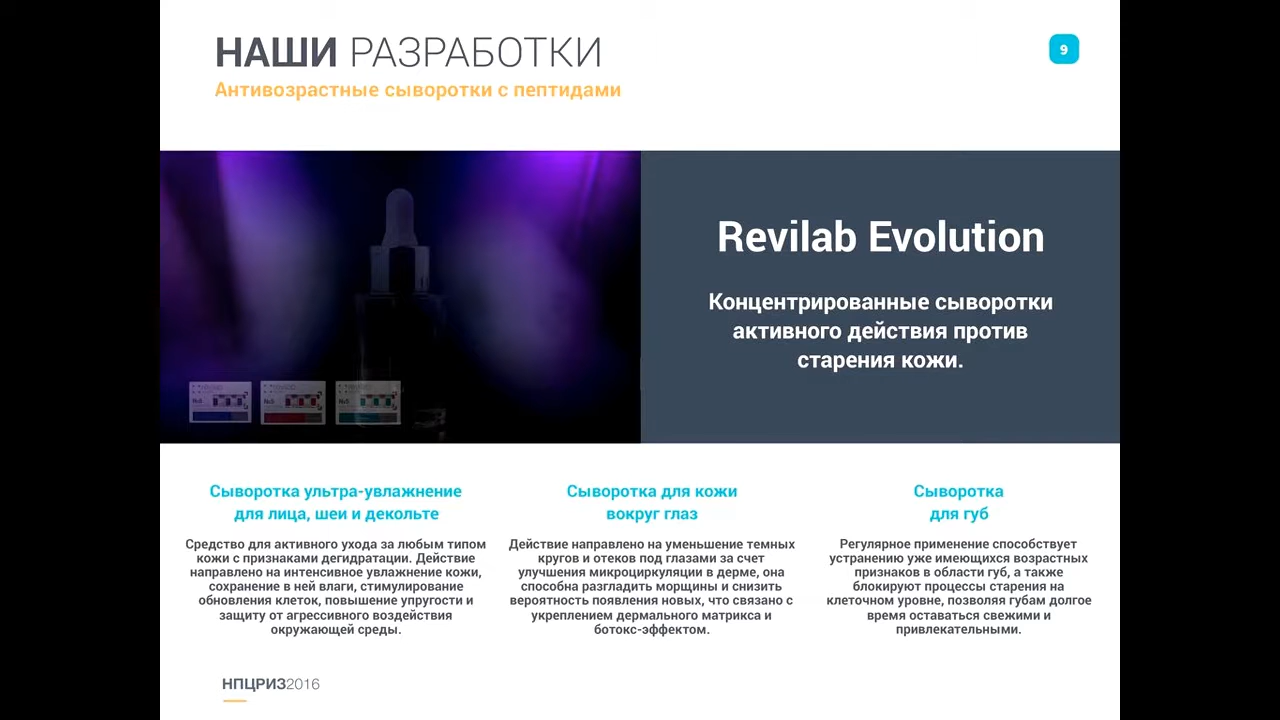 НАШИ РАЗРАБОТКИ
9
Антивозрастные сыворотки с пептидами
Revilab Evolution
Концентрированные сыворотки
активного действия против
старения кожи.
Сыворотка ультра-увлажнение
для лица, шеи и декольте
Средство для активного ухода за любым типом
кожи с признаками дегидратации. Действие
направлено на интенсивное увлажнение кожи,
сохранение в ней влаги, стимулирование
обновления клеток, повышение упругости и
защиту от агрессивного воздействия
окружающей среды.
Сыворотка для кожи
вокруг глаз
Действие направлено на уменьшение темных
кругов и отеков под глазами за счет
улучшения микроциркуляции в дерме, она
способна разгладить морщины и снизить
вероятность появления новых, что связано с
укреплением дермального матрикса и
ботокс-эффектом.
Сыворотка
для губ
Регулярное применение способствует
устранению уже имеющихся возрастных
признаков в области губ, а также
блокируют процессы старения на
клеточном уровне, позволяя губам долгое
время оставаться свежими и
привлекательными.
НПЦРИЗ2016